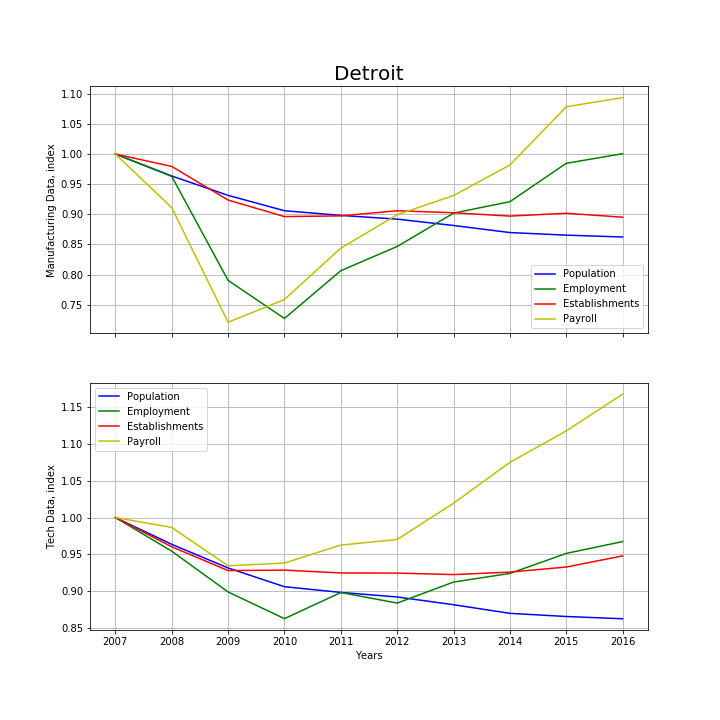 Detroit
Manufacturing Data, index
1.10
1.05
1.00
0.95
0.90
0.85
0.80
0.75
Population
Employment
Establishments
Payroll
Tech Data, index
1.15
1.10
1.05
1.00
0.95
0.90
0.85
Population
Employment
Establishments
Payroll
2007 2008 2009 2010 2011 2012 2013 2014 2015 2016
Years